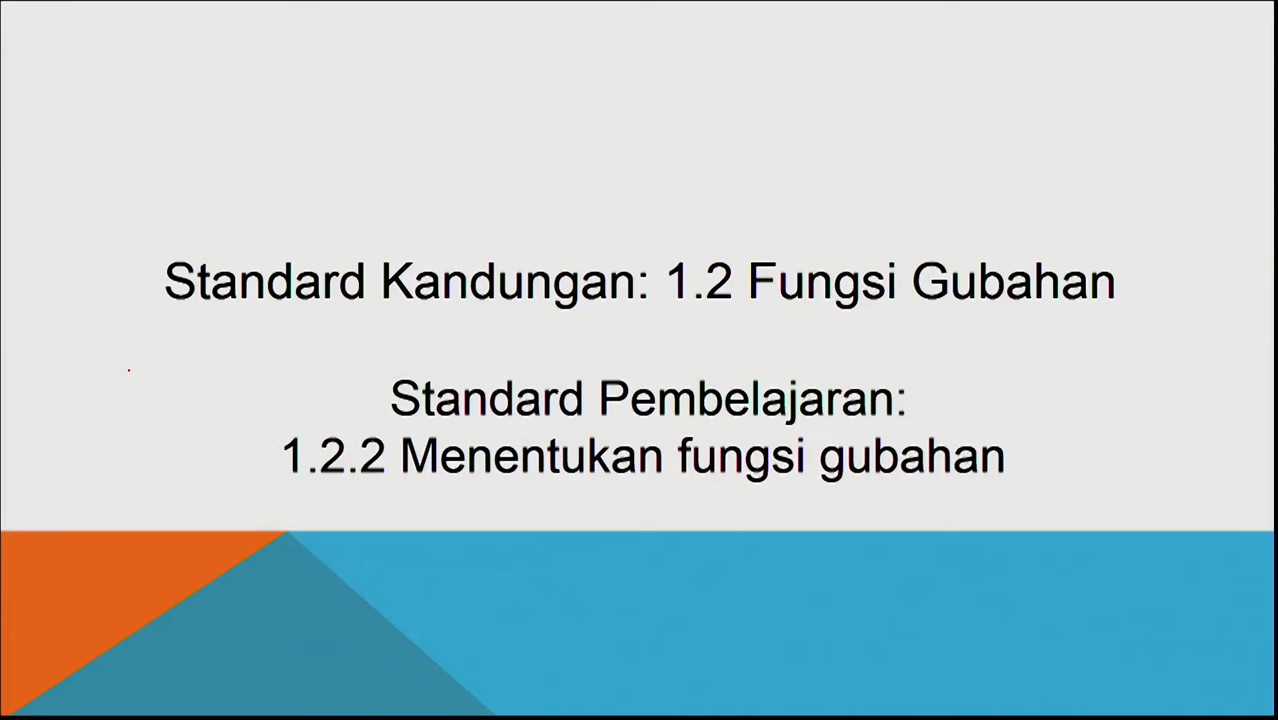 Standard Kandungan: 1.2 Fungsi Gubahan
Standard Pembelajaran:
1.2.2 Menentukan fungsi gubahan